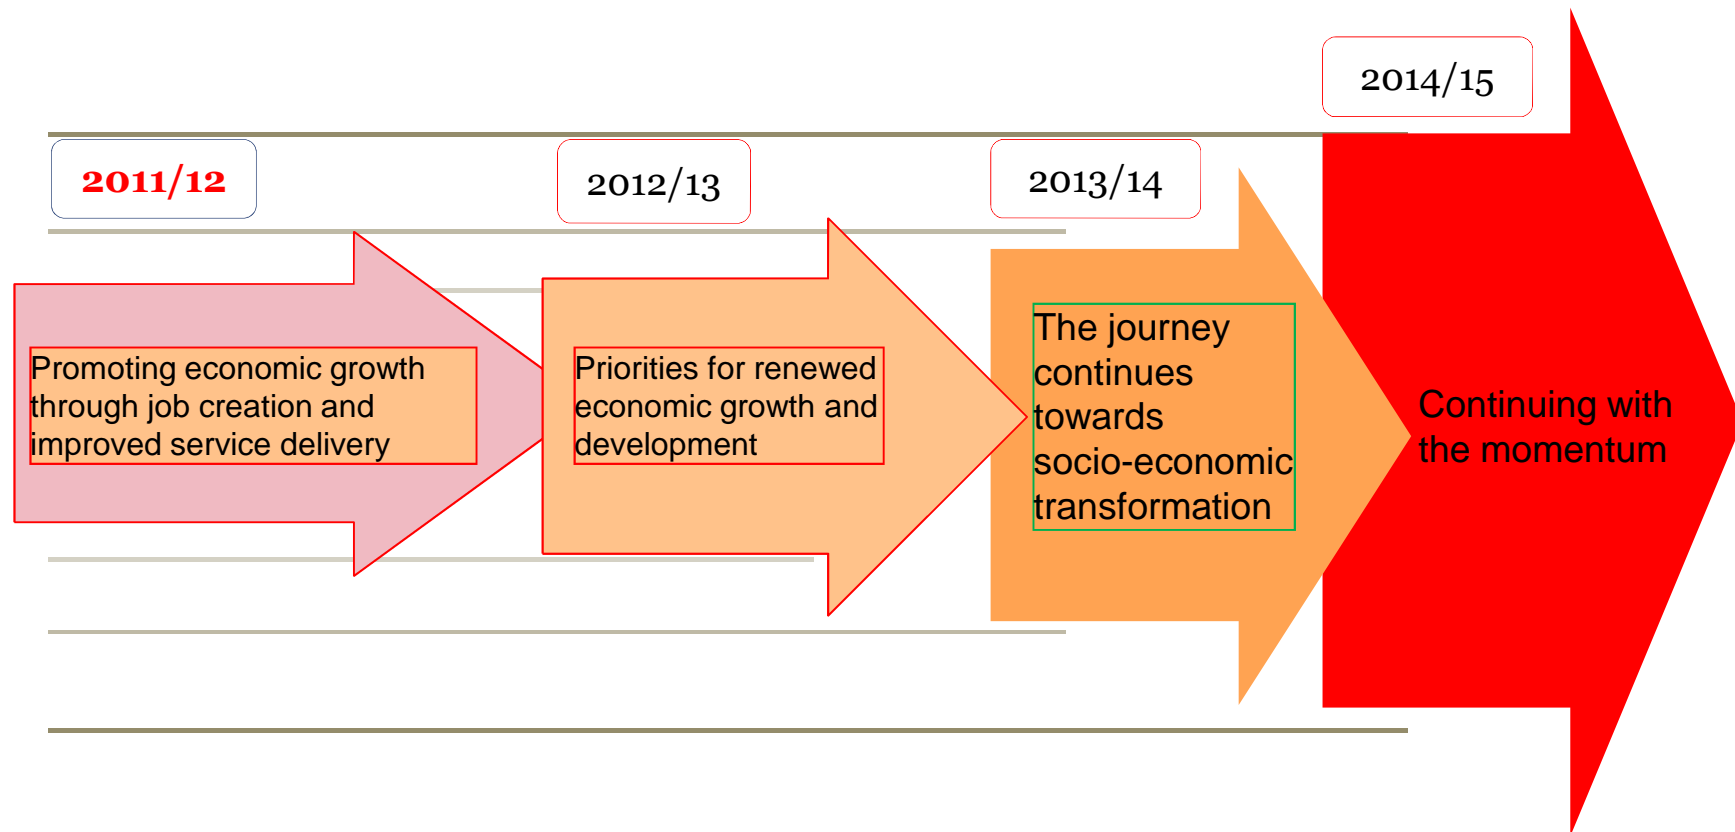 2014/15
2011/12
2012/13
2013/14
Promoting economic growth
through job creation and
improved service delivery
Priorities for renewed
economic growth and
development
The journey
continues
towards
socio-economic
transformation
Continuing with
the momentum